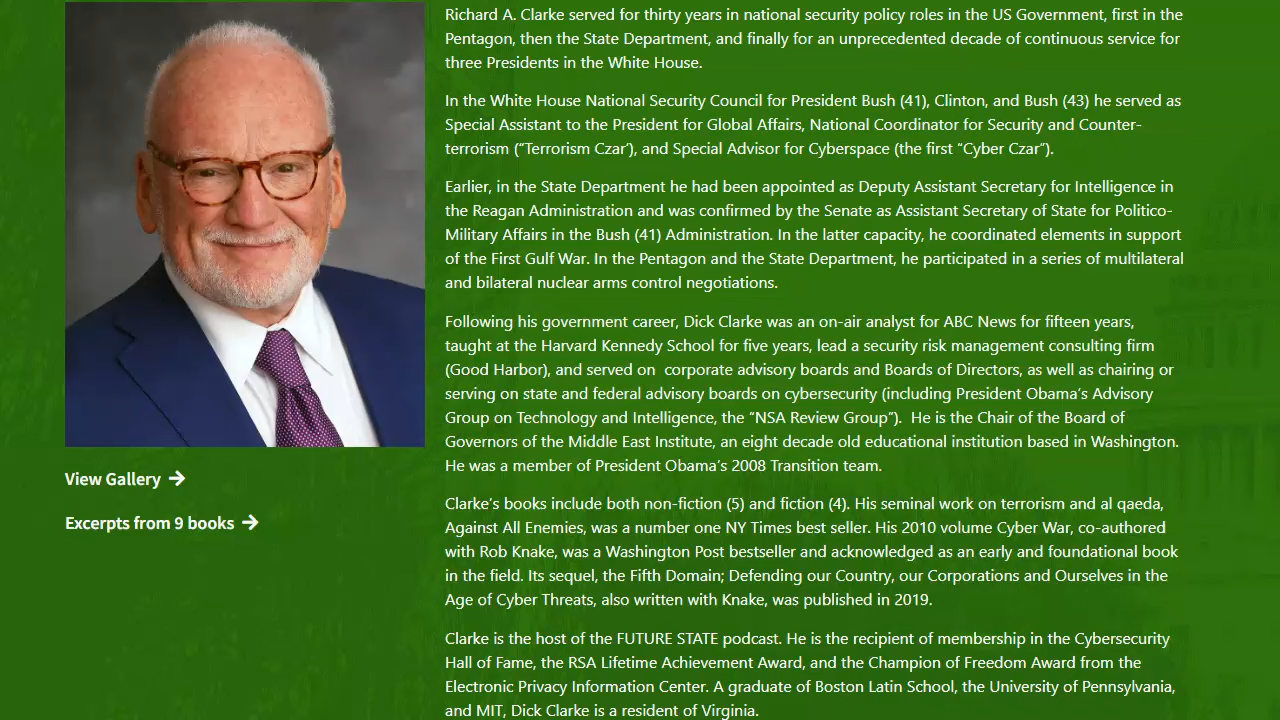 Richard A. Clarke served for thirty years in national security policy roles in the US Government, first in the
Pentagon, then the State Department, and finally for an unprecedented decade of continuous service for
three Presidents in the White House.
In the White House National Security Council for President Bush (41), Clinton, and Bush (43) he served as
Special Assistant to the President for Global Affairs, National Coordinator for Security and Counter-
terrorism (“Terrorism Czar’), and Special Advisor for Cyberspace (the first “Cyber Czar”).
Earlier, in the State Department he had been appointed as Deputy Assistant Secretary for Intelligence in
the Reagan Administration and was confirmed by the Senate as Assistant Secretary of State for Politico-
Military Affairs in the Bush (41) Administration. In the latter capacity, he coordinated elements in support
of the First Gulf War. In the Pentagon and the State Department, he participated in a series of multilateral
and bilateral nuclear arms control negotiations.
Following his government career, Dick Clarke was an on-air analyst for ABC News for fifteen years,
taught at the Harvard Kennedy School for five years, lead a security risk management consulting firm
(Good Harbor), and served on  corporate advisory boards and Boards of Directors, as well as chairing or
serving on state and federal advisory boards on cybersecurity (including President Obama’s Advisory
Group on Technology and Intelligence, the “NSA Review Group”).  He is the Chair of the Board of
Governors of the Middle East Institute, an eight decade old educational institution based in Washington.
He was a member of President Obama’s 2008 Transition team.
Clarke’s books include both non-fiction (5) and fiction (4). His seminal work on terrorism and al qaeda,
Against All Enemies, was a number one NY Times best seller. His 2010 volume Cyber War, co-authored
with Rob Knake, was a Washington Post bestseller and acknowledged as an early and foundational book
in the field. Its sequel, the Fifth Domain; Defending our Country, our Corporations and Ourselves in the
Age of Cyber Threats, also written with Knake, was published in 2019.
Clarke is the host of the FUTURE STATE podcast. He is the recipient of membership in the Cybersecurity
Hall of Fame, the RSA Lifetime Achievement Award, and the Champion of Freedom Award from the
Electronic Privacy Information Center. A graduate of Boston Latin School, the University of Pennsylvania,
and MIT, Dick Clarke is a resident of Virginia.
View Gallery →
Excerpts from 9 books →